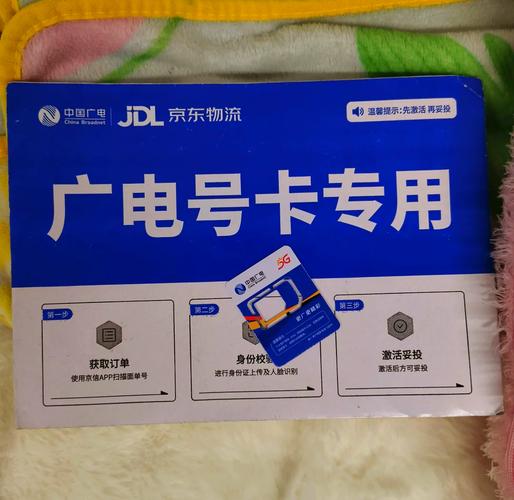 中国广电
China Broadnet
JDL 京东物流
温馨提示:先激活 再妥投
广电号卡专用
第一步
获取订单
使用京信APP扫描面单号
第二步
身份校验
进行身份证上传及人脸识别
第三步
激活妥投
激活后方可妥投
中国广电
5G